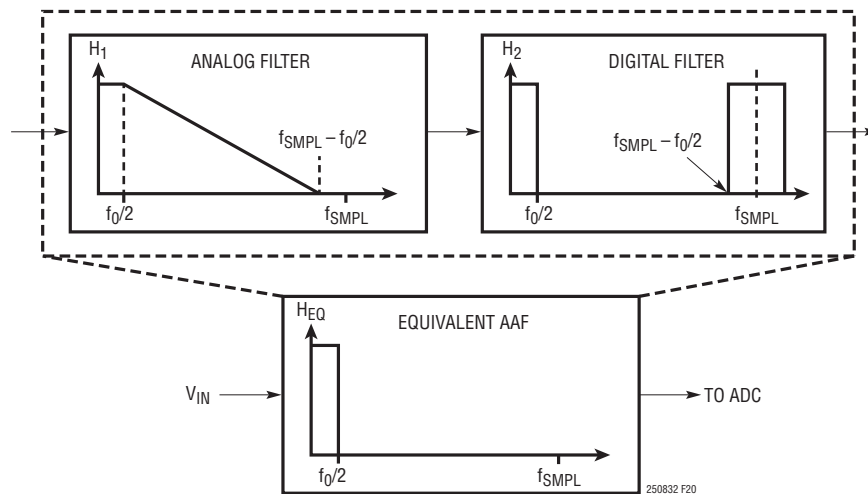 H1
ANALOG FILTER
fSMPL – f0/2
f0/2
fSMPL
H2
DIGITAL FILTER
fSMPL – f0/2
f0/2
fSMPL
HEQ
EQUIVALENT AAF
VIN
TO ADC
f0/2
fSMPL
250832 F20